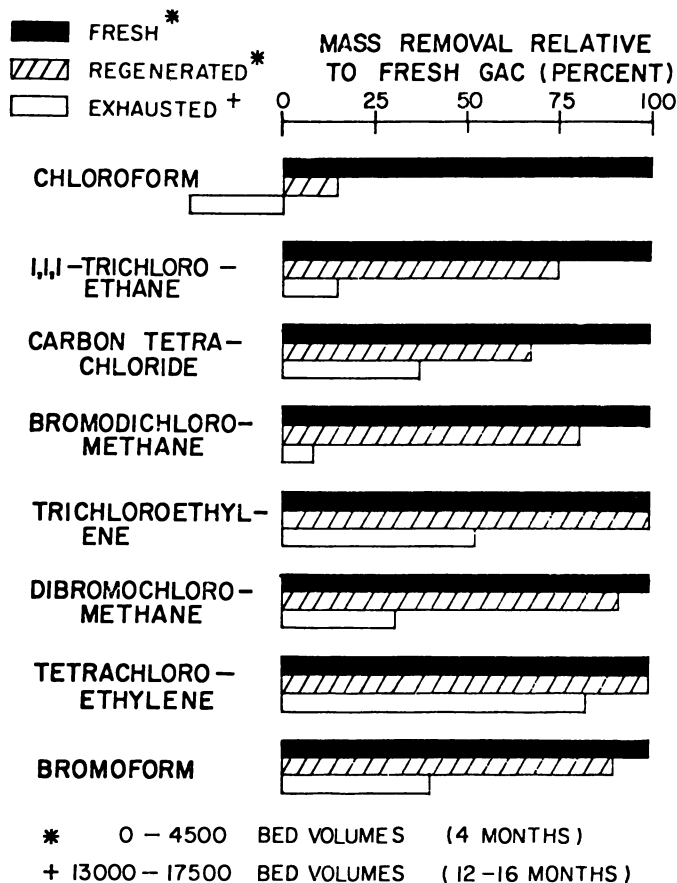 FRESH *
REGENERATED *
EXHAUSTED +
MASS REMOVAL RELATIVE
TO FRESH GAC (PERCENT)
0 25 50 75 100
CHLOROFORM
1,1,1-TRICHLORO-
ETHANE
CARBON TETRA-
CHLORIDE
BROMODICHLORO-
METHANE
TRICHLOROETHYL-
ENE
DIBROMOCHLORO-
METHANE
TETRACHLORO-
ETHYLENE
BROMOFORM
* 0-4500 BED VOLUMES (4 MONTHS)
+ 13000-17500 BED VOLUMES (12-16 MONTHS)